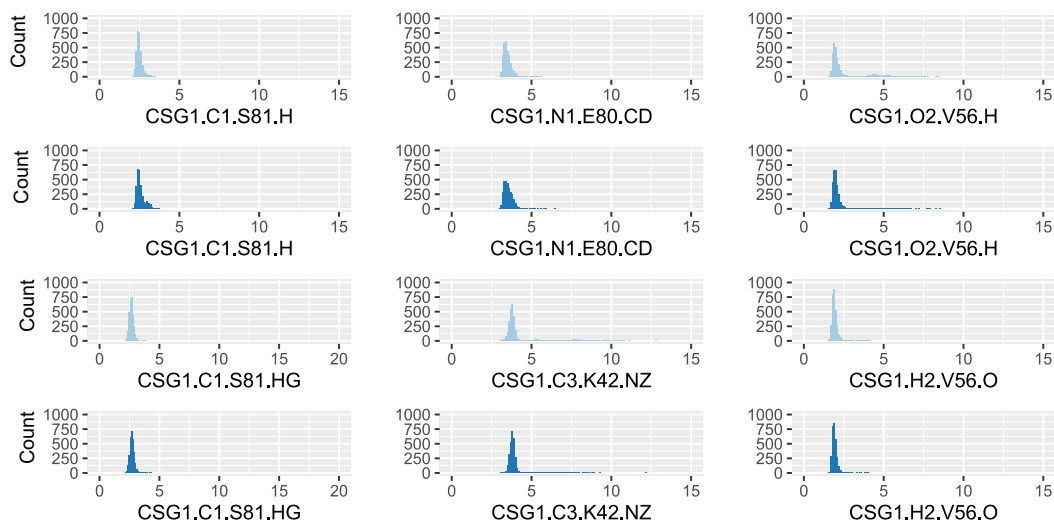 1000 1000 1000
750 750 750
Count 500 500 500
250 250 250
0 0 0
0 5 10 15 0 5 10 15 0 5 10 15
CSG1.C1.S81.H CSG1.N1.E80.CD CSG1.O2.V56.H
1000 1000 1000
750 750 750
Count 500 500 500
250 250 250
0 0 0
0 5 10 15 0 5 10 15 0 5 10 15
CSG1.C1.S81.H CSG1.N1.E80.CD CSG1.O2.V56.H
1000 1000 1000
750 750 750
Count 500 500 500
250 250 250
0 0 0
0 5 10 15 20 0 5 10 15 0 5 10 15
CSG1.C1.S81.HG CSG1.C3.K42.NZ CSG1.H2.V56.O
1000 1000 1000
750 750 750
Count 500 500 500
250 250 250
0 0 0
0 5 10 15 20 0 5 10 15 0 5 10 15
CSG1.C1.S81.HG CSG1.C3.K42.NZ CSG1.H2.V56.O